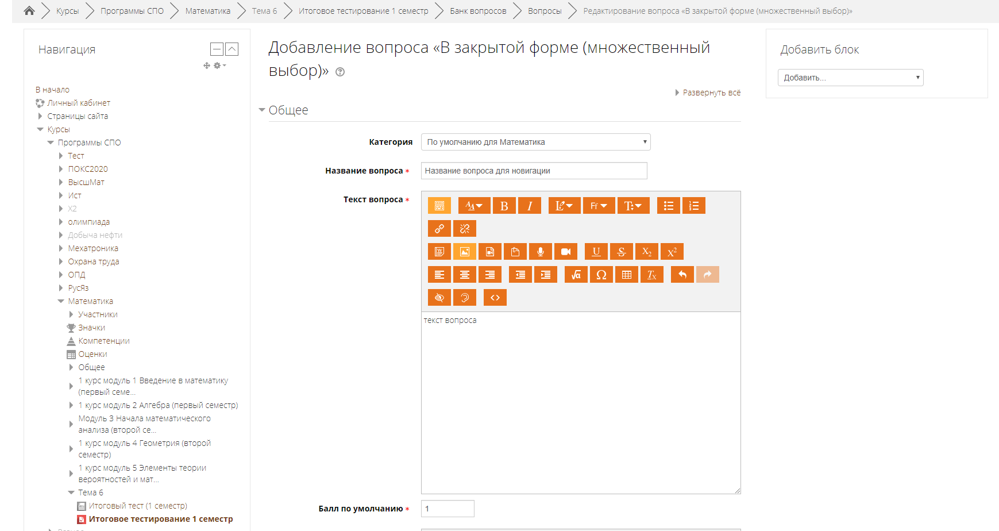 Курсы Программы СПО Математика Тема 6 Итоговое тестирование 1 семестр Банк вопросов Вопросы Редактирование вопроса «В закрытой форме (множественный выбор)»
Навигация
В начало
Личный кабинет
Страницы сайта
Курсы
Программы СПО
Тест
ПОКС2020
ВысшМат
Ист
Х2
олимпиада
Добыча нефти
Мехатроника
Охрана труда
ОПД
РусЯз
Математика
Участники
Значки
Компетенции
Оценки
Общее
1 курс модуль 1 Введение в математику
(первый семе...
1 курс модуль 2 Алгебра (первый семестр)
Модуль 3 Начала математического
анализа (второй се...
1 курс модуль 4 Геометрия (второй
семестр)
1 курс модуль 5 Элементы теории
вероятностей и мат...
Тема 6
Итоговый тест (1 семестр)
Итоговое тестирование 1 семестр
Добавление вопроса «В закрытой форме (множественный
выбор)»
Развернуть всё
Общее
Категория По умолчанию для Математика
Название вопроса * Название вопроса для новигации
Текст вопроса *
текст вопроса
Балл по умолчанию * 1
Добавить блок
Добавить...